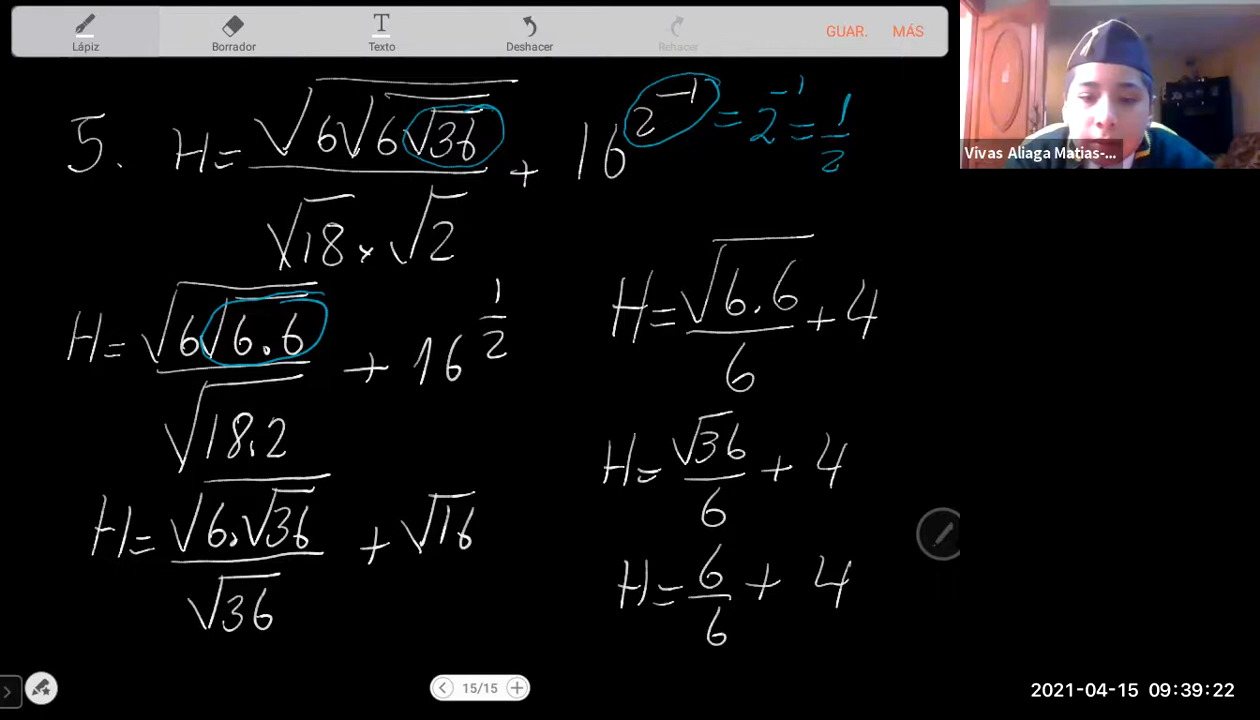 Lápiz Borrador Texto Deshacer Rehacer GUAR. MÁS
Vivas Aliaga Matias-...
5. H = √(6√(6√36)) / (√18 × √2) + 16^2^-1 = 2^-1 = 1/2
H = √(6√(6.6)) / √(18.2) + 16^(1/2)
H = √(6.√36) / √36 + √16
H = √(6.6) / 6 + 4
H = √36 / 6 + 4
H = 6/6 + 4
15/15
2021-04-15 09:39:22